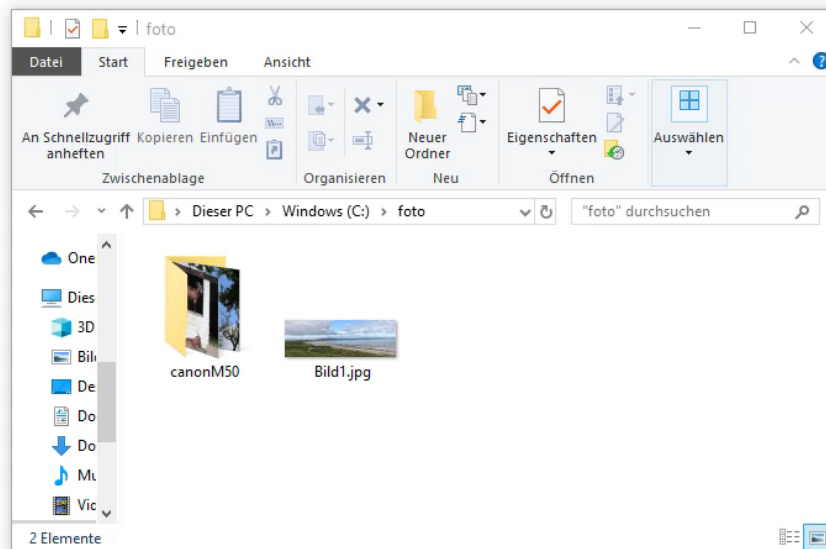 foto
Datei Start Freigeben Ansicht
An Schnellzugriff
anheften
Kopieren
Einfügen
Zwischenablage
Organisieren
Neuer
Ordner
Neu
Eigenschaften
Öffnen
Auswählen
Dieser PC Windows (C:) foto
"foto" durchsuchen
One
Dies
3D
Bil
De
Do
Do
Mu
Vid
canonM50
Bild1.jpg
2 Elemente